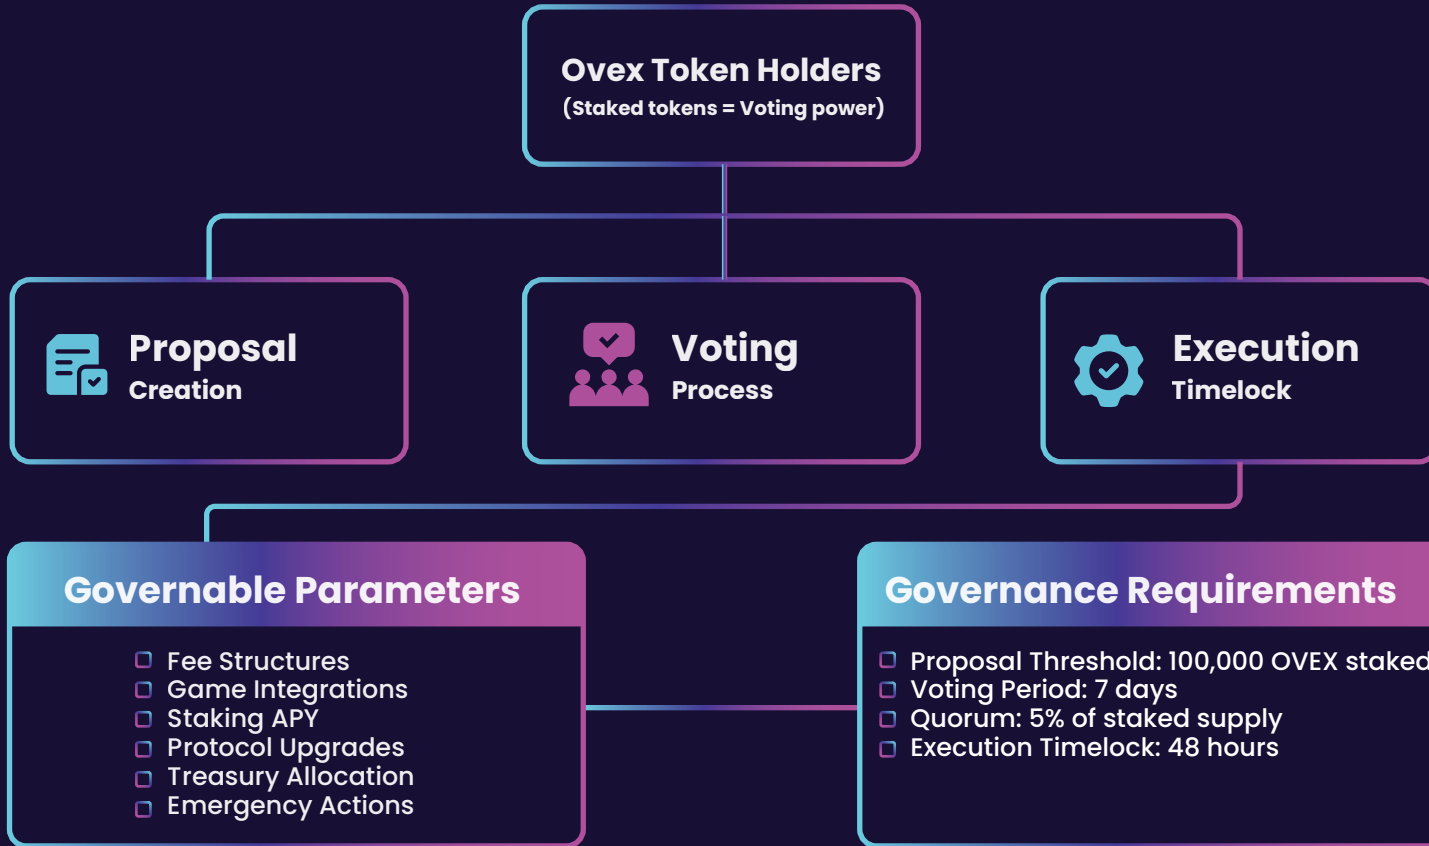 Ovex Token Holders
(Staked tokens = Voting power)
Proposal
Creation
Voting
Process
Execution
Timelock
Governable Parameters
Fee Structures
Game Integrations
Staking APY
Protocol Upgrades
Treasury Allocation
Emergency Actions
Governance Requirements
Proposal Threshold: 100,000 OVEX staked
Voting Period: 7 days
Quorum: 5% of staked supply
Execution Timelock: 48 hours